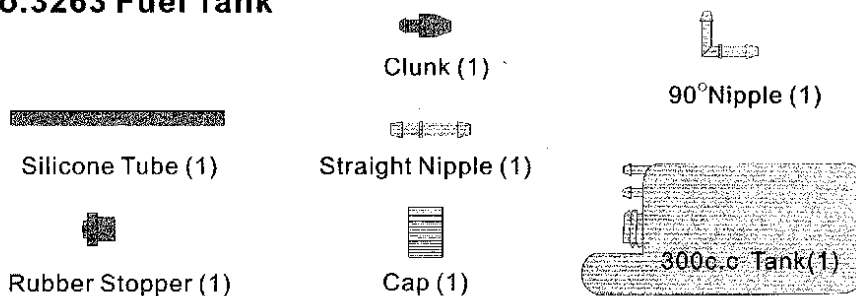 o.3263 Fuel Tank
Clunk (1)
90°Nipple (1)
Silicone Tube (1)
Straight Nipple (1)
Rubber Stopper (1)
Cap (1)
300c.c Tank(1)